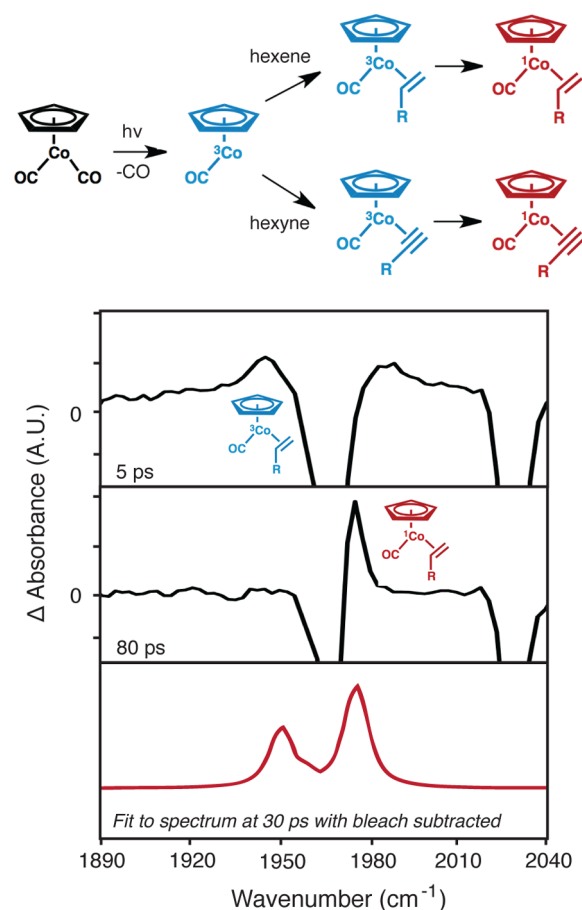 hexene
³Co
OC
R
¹Co
OC
R
Co
OC
CO
hν
-CO
³Co
OC
hexyne
³Co
OC
R
¹Co
OC
R
Δ Absorbance (A.U.)
0
³Co
OC
R
5 ps
¹Co
OC
R
0
80 ps
Fit to spectrum at 30 ps with bleach subtracted
1890 1920 1950 1980 2010 2040
Wavenumber (cm⁻¹)